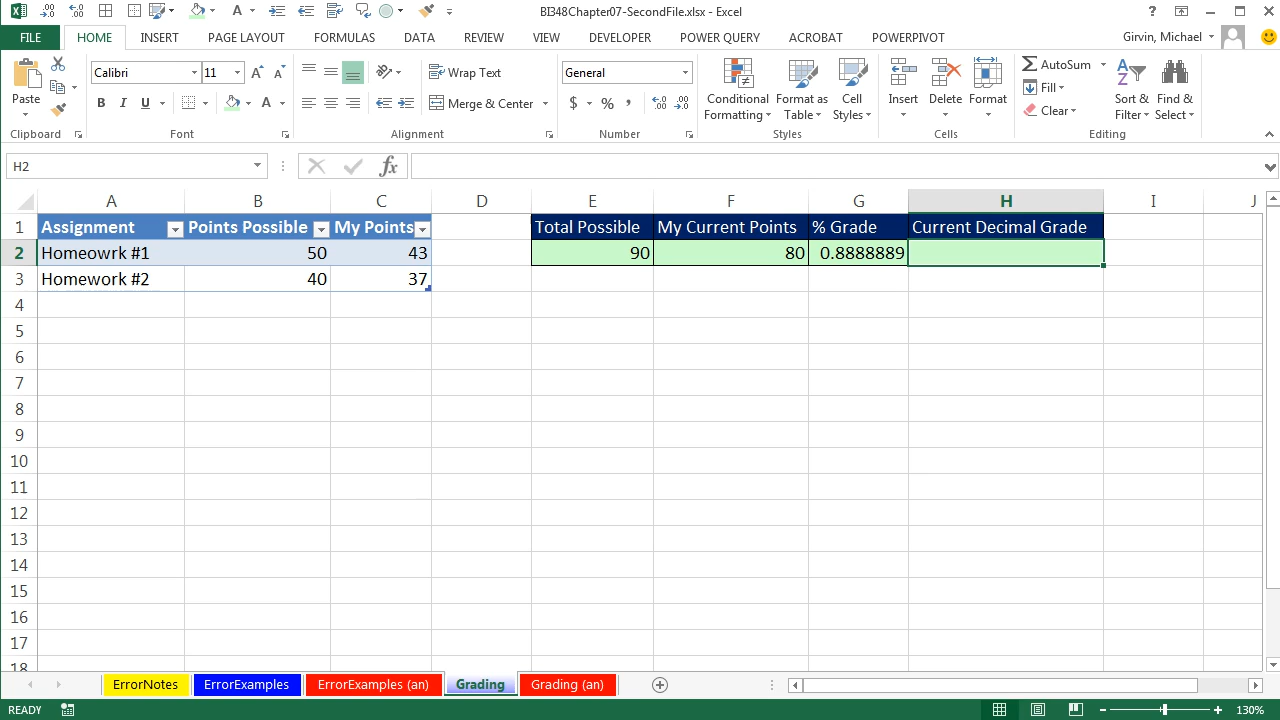 BI348Chapter07-SecondFile.xlsx - Excel
FILE HOME INSERT PAGE LAYOUT FORMULAS DATA REVIEW VIEW DEVELOPER POWER QUERY ACROBAT POWERPIVOT Girvin, Michael
Calibri 11 Wrap Text General AutoSum
Fill
Paste B I U Merge & Center $ % , Conditional Formatting Format as Table Cell Styles Insert Delete Format Clear Sort & Filter Find & Select
Clipboard Font Alignment Number Styles Cells Editing
H2 fx
A B C D E F G H I J
1 Assignment Points Possible My Points Total Possible My Current Points % Grade Current Decimal Grade
2 Homeowrk #1 50 43 90 80 0.8888889
3 Homework #2 40 37
4
5
6
7
8
9
10
11
12
13
14
15
16
17
18
ErrorNotes ErrorExamples ErrorExamples (an) Grading Grading (an)
READY 130%